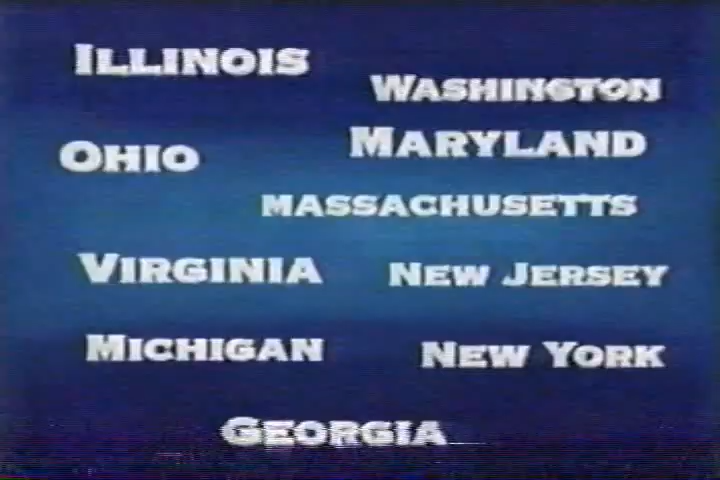 ILLINOIS
WASHINGTON
OHIO
MARYLAND
MASSACHUSETTS
VIRGINIA
NEW JERSEY
MICHIGAN
NEW YORK
GEORGIA